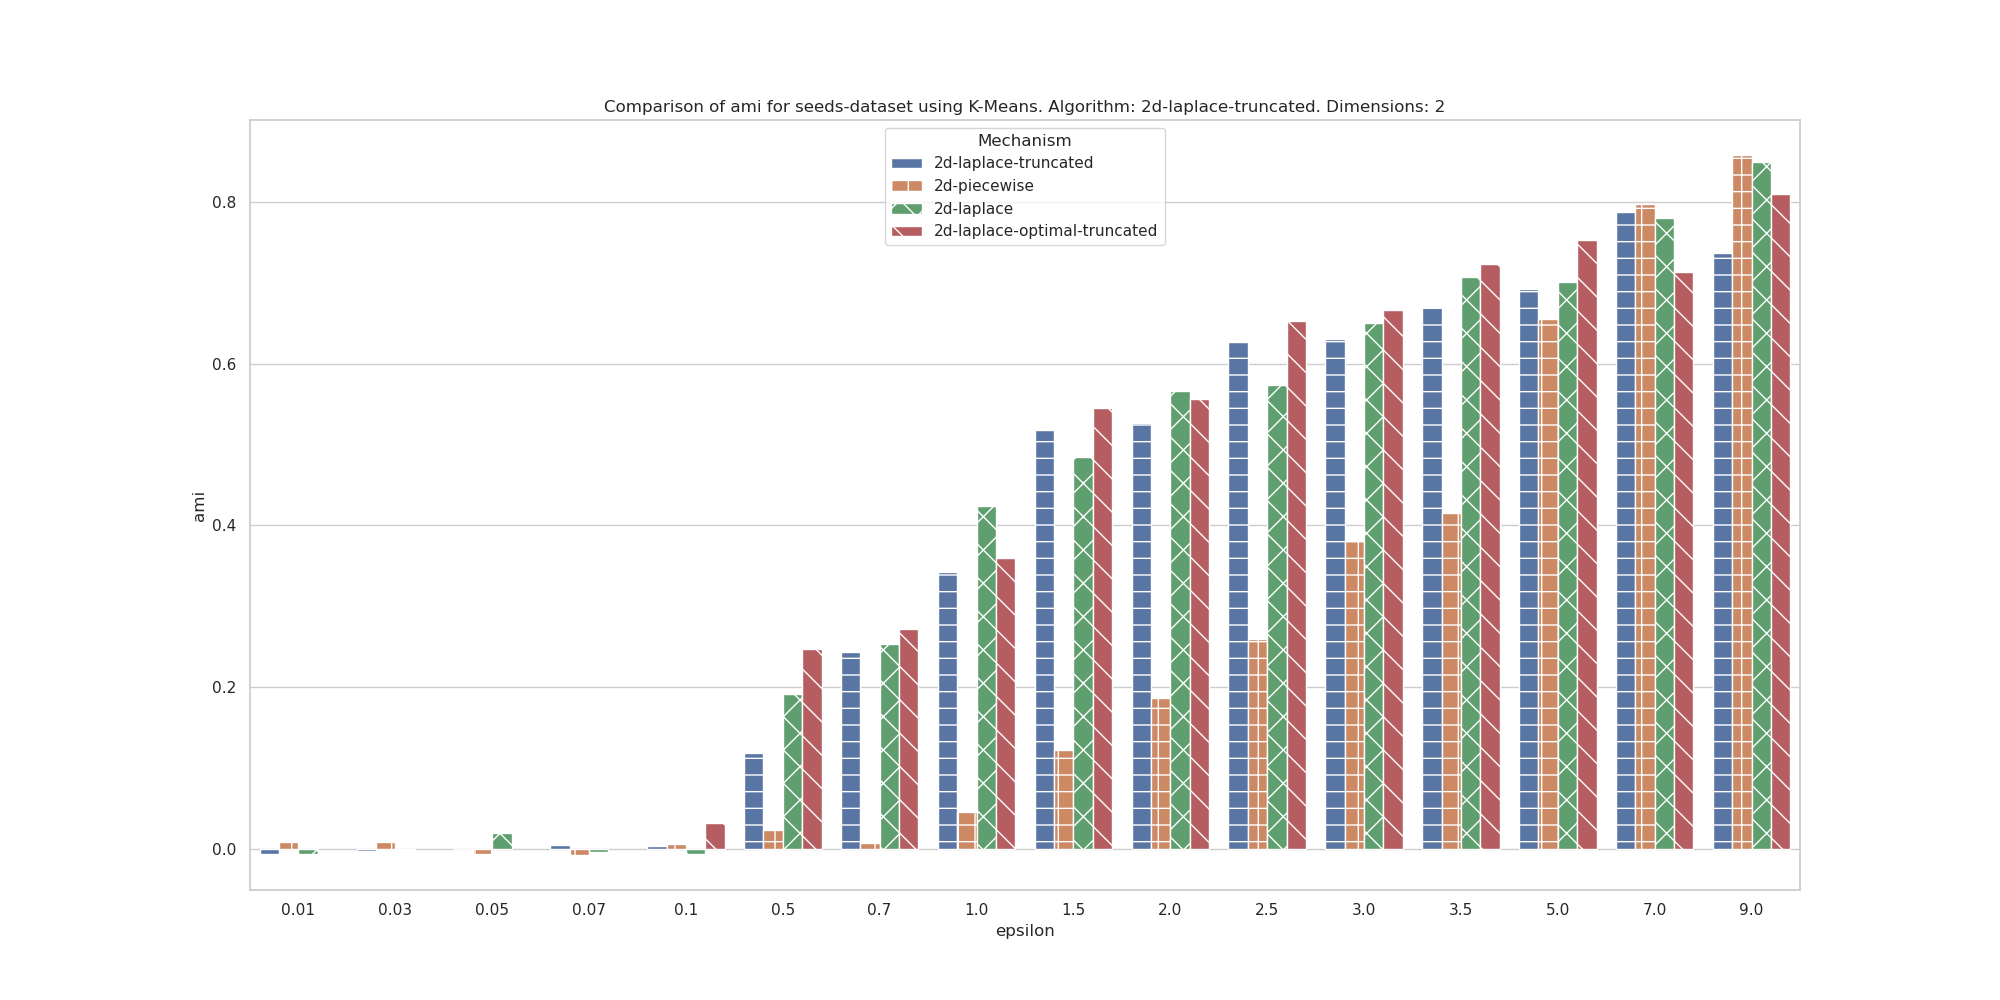 Comparison of ami for seeds-dataset using K-Means. Algorithm: 2d-laplace-truncated. Dimensions: 2
Mechanism
2d-laplace-truncated
2d-piecewise
2d-laplace
2d-laplace-optimal-truncated
0.8
0.6
0.4
0.2
0.0
ami
0.01 0.03 0.05 0.07 0.1 0.5 0.7 1.0 1.5 2.0 2.5 3.0 3.5 5.0 7.0 9.0
epsilon